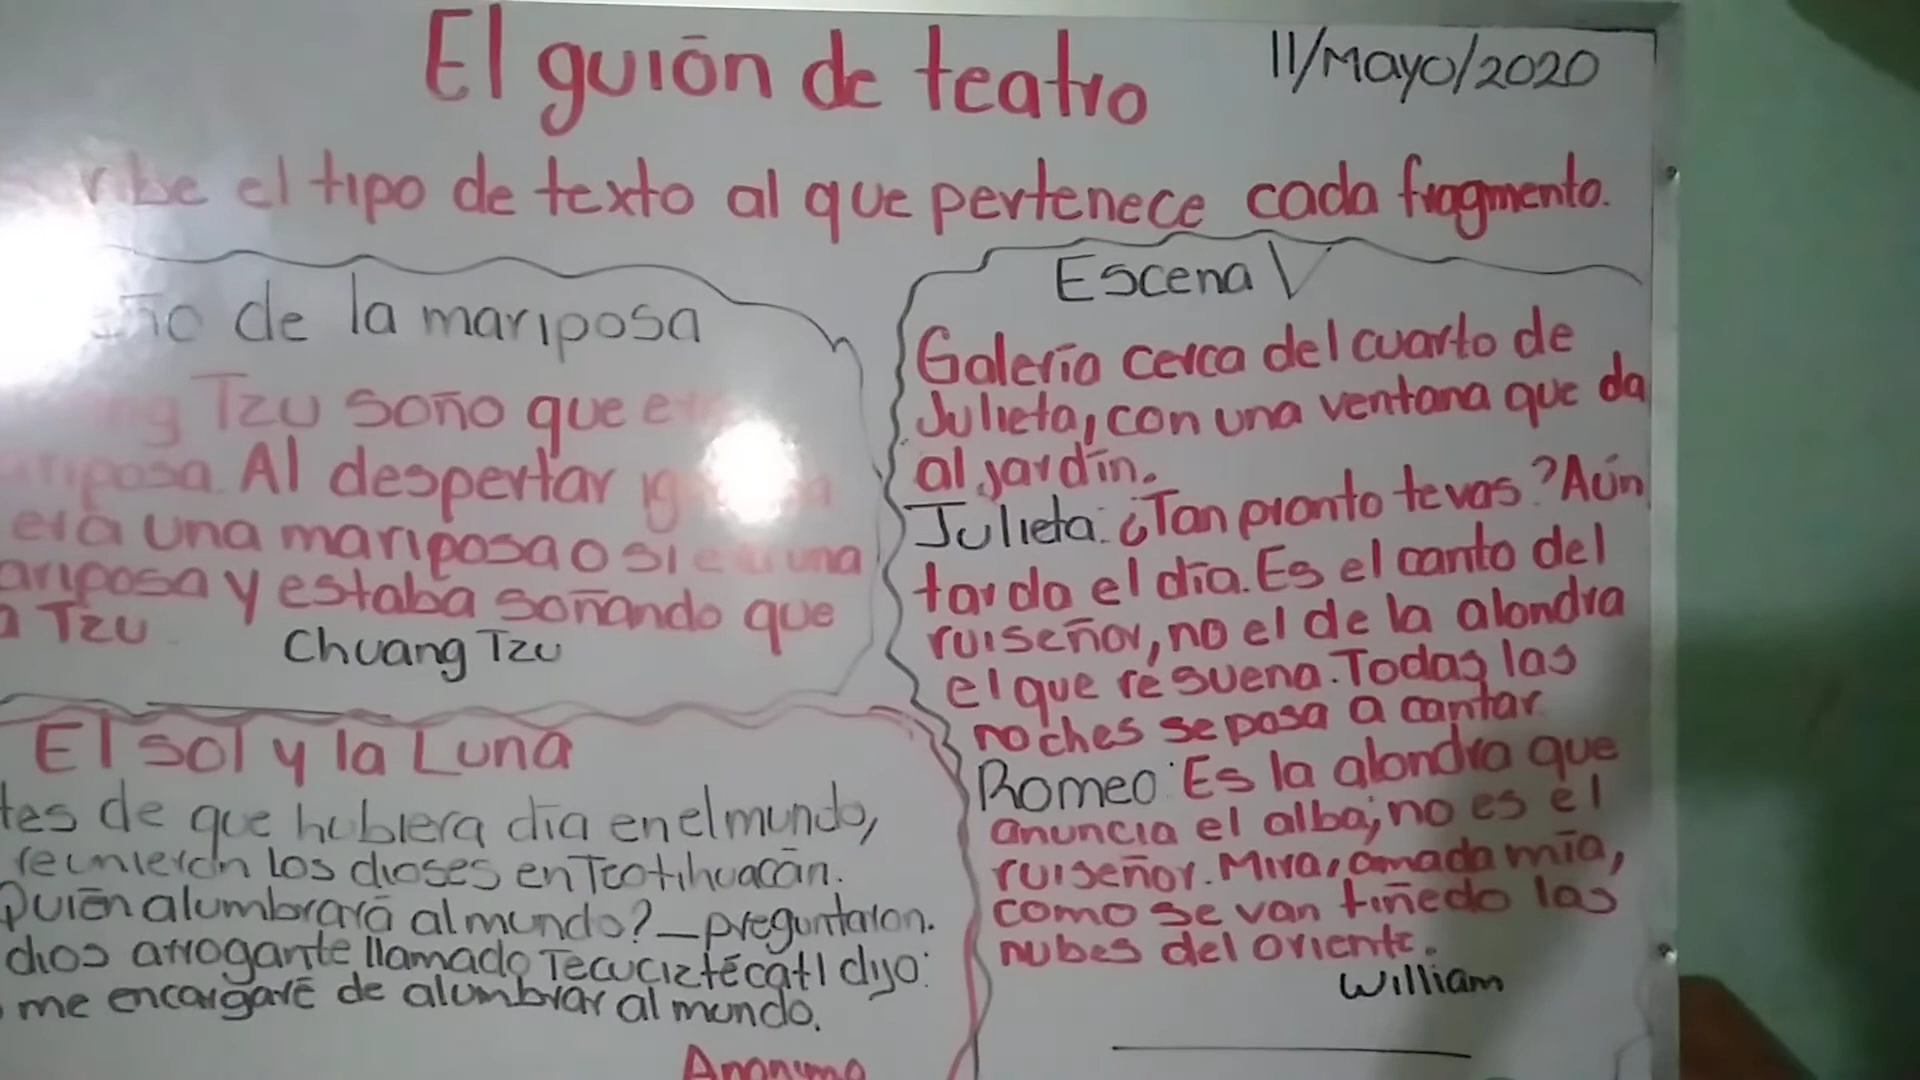 El guión de teatro
11/Mayo/2020
el tipo de texto al que pertenece cada fragmento.
de la mariposa
Tzu soño que
Al despertar
era una mariposa o si una
y estaba soñando que
Tzu
Chuang Tzu
El sol y la Luna
de que hubiera día en el mundo,
reunieron los dioses en Teotihuacán.
Quién alumbrará al mundo? _preguntaron.
dios arrogante llamado Tecuciztécatl dijo:
me encargaré de alumbrar al mundo.
Anonimo
Escena V
Galería cerca del cuarto de
Julieta, con una ventana que da
al jardín.
Julieta: ¿Tan pronto te vas? Aún
tarda el día. Es el canto del
ruiseñor, no el de la alondra
el que resuena. Todas las
noches se posa a cantar
Romeo: Es la alondra que
anuncia el alba; no es el
ruiseñor. Mira, amada mía,
como se van tiñedo las
nubes del oriente.
William